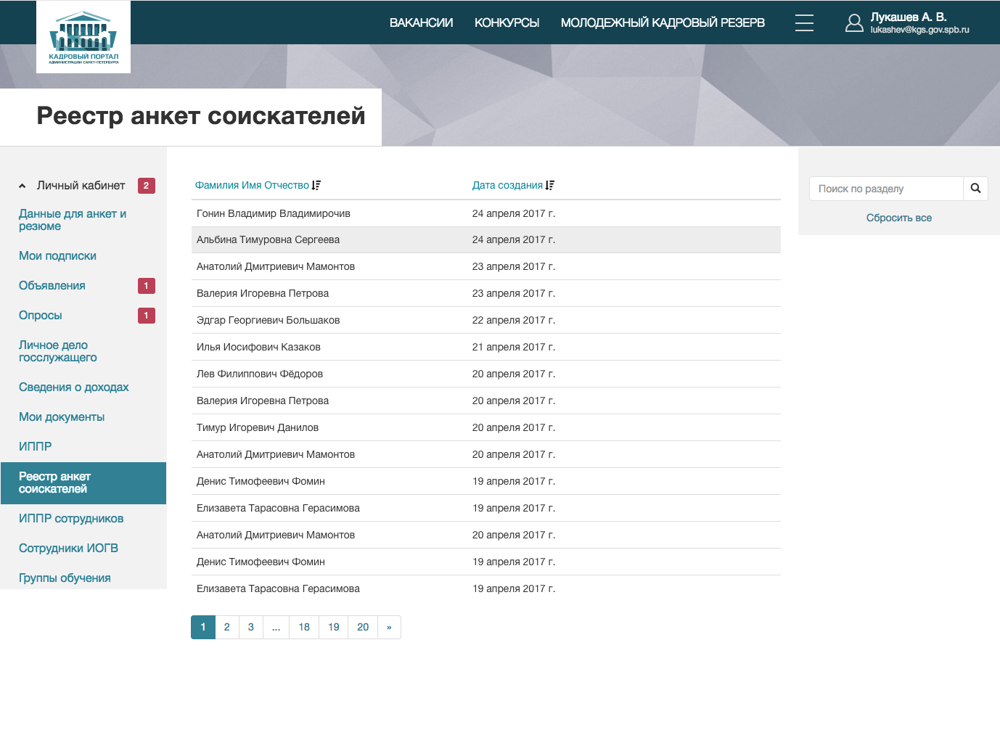 ВАКАНСИИ КОНКУРСЫ МОЛОДЕЖНЫЙ КАДРОВЫЙ РЕЗЕРВ
Лукашев А. В.
lukashev@kgs.gov.spb.ru
КАДРОВЫЙ ПОРТАЛ
АДМИНИСТРАЦИИ САНКТ-ПЕТЕРБУРГА
Реестр анкет соискателей
Личный кабинет 2
Данные для анкет и
резюме
Мои подписки
Объявления 1
Опросы 1
Личное дело
госслужащего
Сведения о доходах
Мои документы
ИППР
Реестр анкет
соискателей
ИППР сотрудников
Сотрудники ИОГВ
Группы обучения
Фамилия Имя Отчество Дата создания
Гонин Владимир Владимирочив 24 апреля 2017 г.
Альбина Тимуровна Сергеева 24 апреля 2017 г.
Анатолий Дмитриевич Мамонтов 23 апреля 2017 г.
Валерия Игоревна Петрова 23 апреля 2017 г.
Эдгар Георгиевич Большаков 22 апреля 2017 г.
Илья Иосифович Казаков 21 апреля 2017 г.
Лев Филиппович Фёдоров 20 апреля 2017 г.
Валерия Игоревна Петрова 20 апреля 2017 г.
Тимур Игоревич Данилов 20 апреля 2017 г.
Анатолий Дмитриевич Мамонтов 20 апреля 2017 г.
Денис Тимофеевич Фомин 19 апреля 2017 г.
Елизавета Тарасовна Герасимова 19 апреля 2017 г.
Анатолий Дмитриевич Мамонтов 20 апреля 2017 г.
Денис Тимофеевич Фомин 19 апреля 2017 г.
Елизавета Тарасовна Герасимова 19 апреля 2017 г.
1 2 3 ... 18 19 20 »
Поиск по разделу
Сбросить все